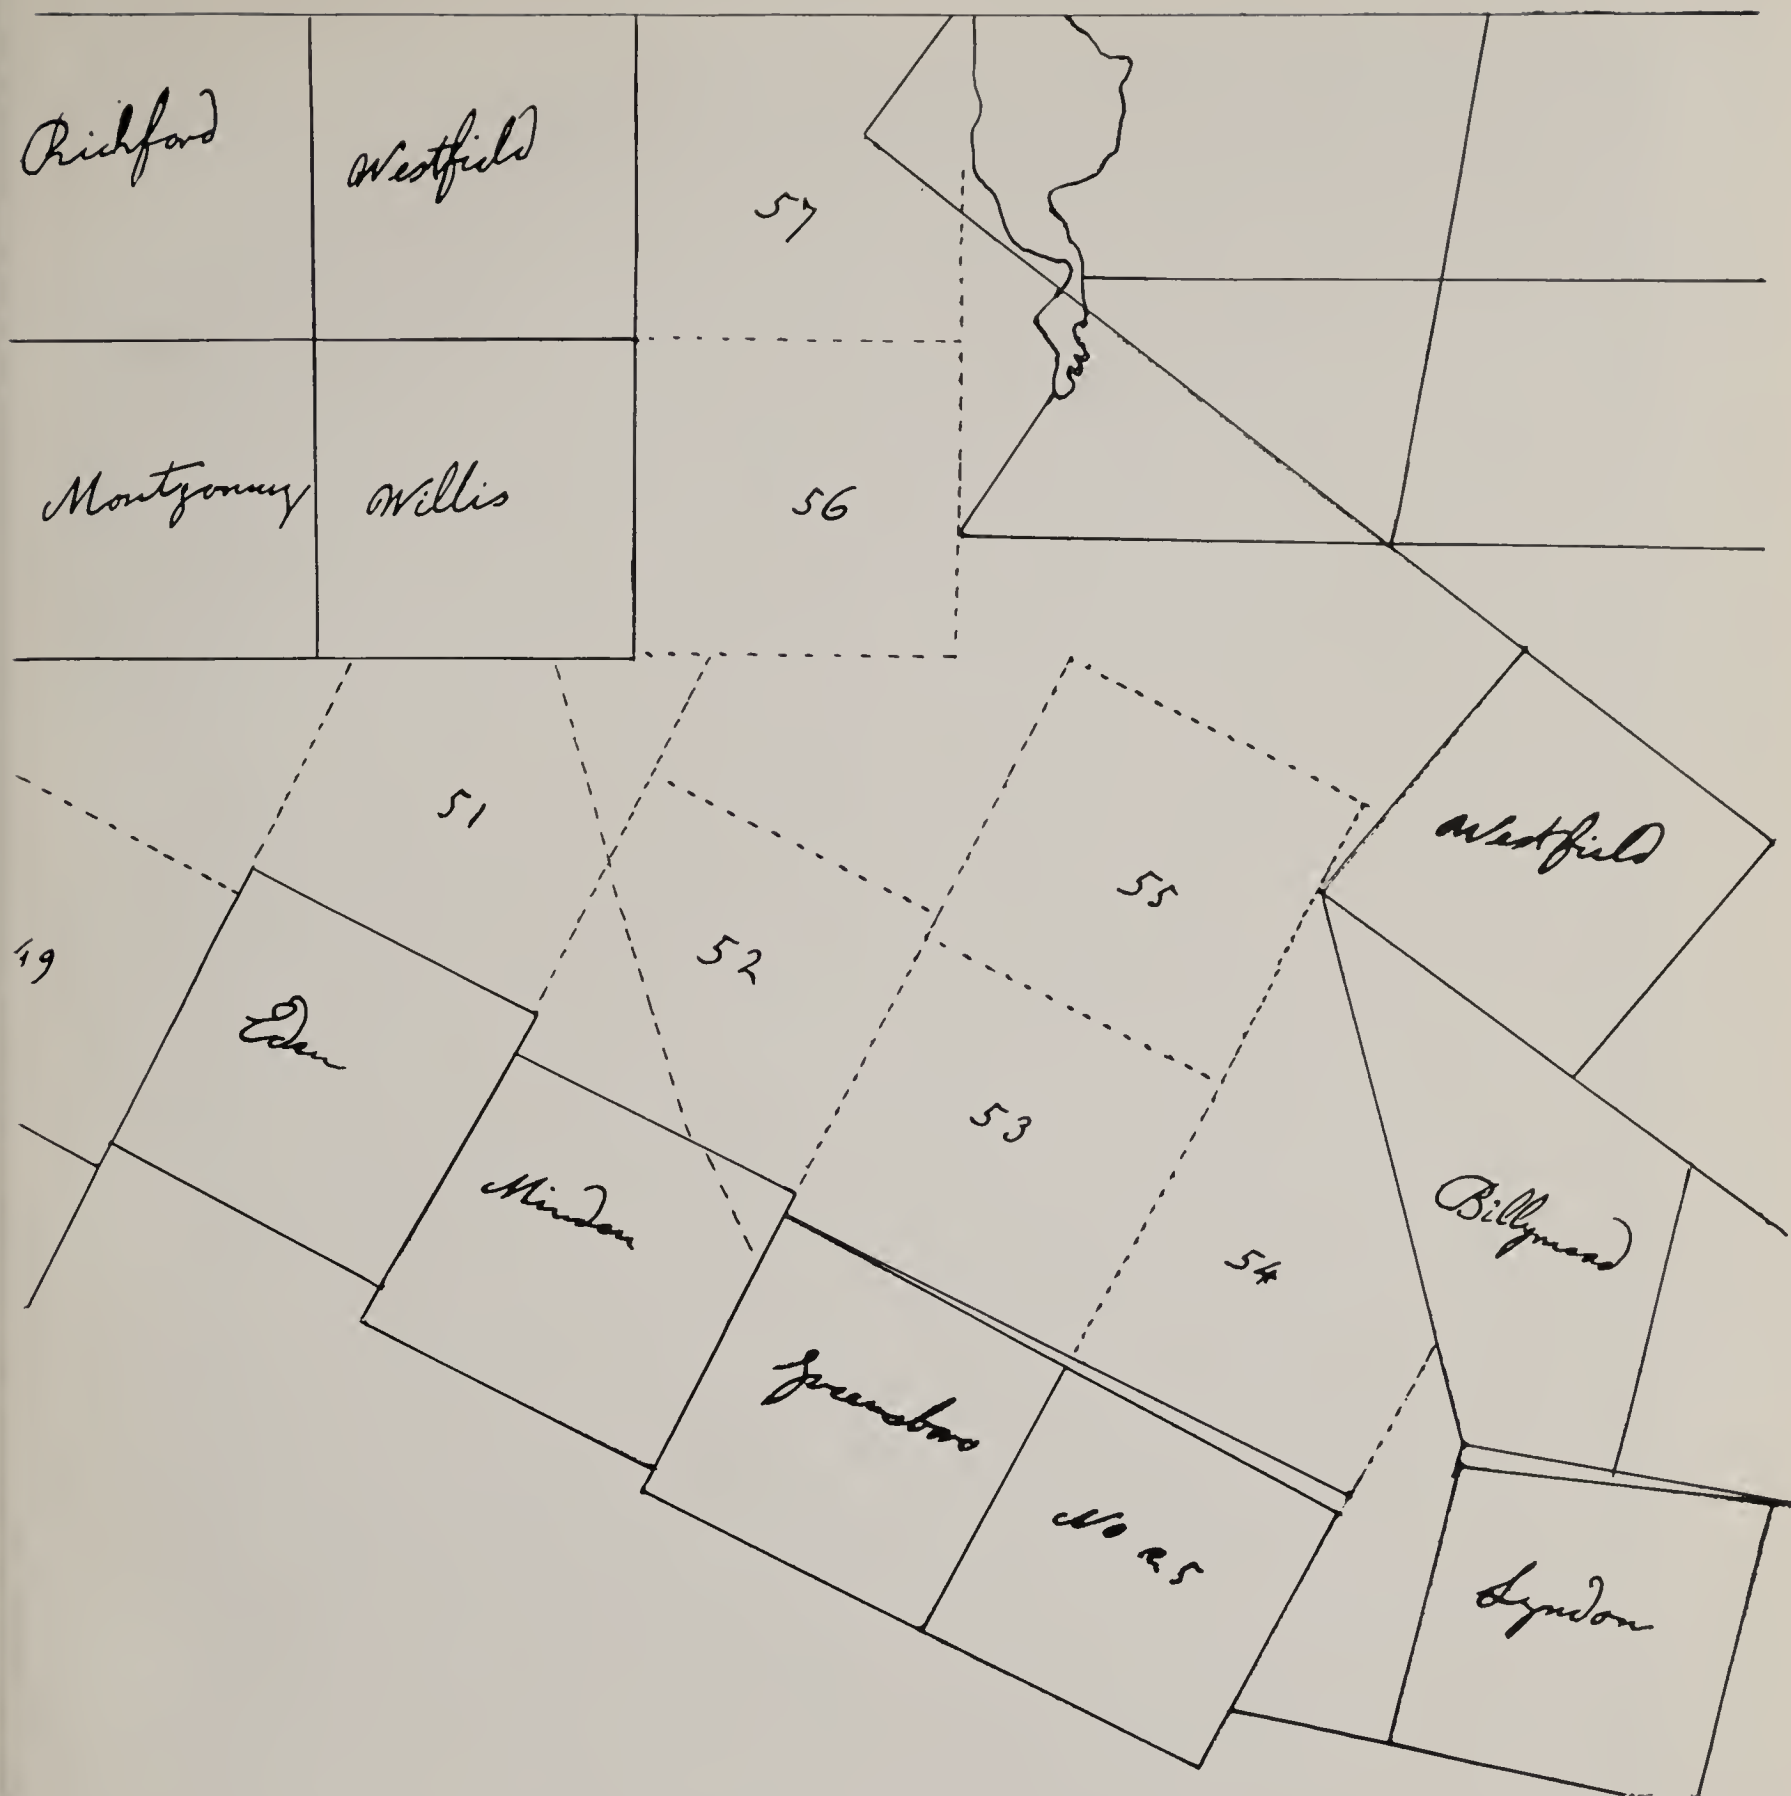 Richford
Westfield
57
Montgomery
Willis
56
51
Westfield
55
52
49
Eden
53
Minden
Billymead
54
Greensboro
No 25
Lyndon